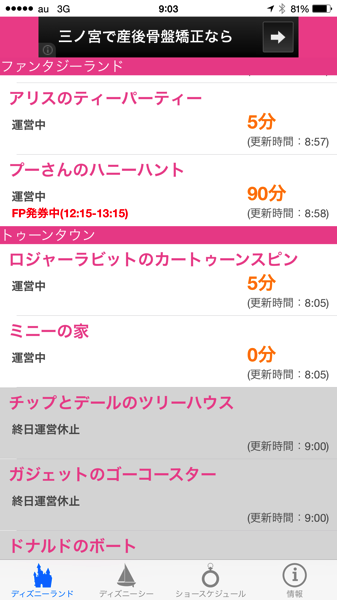 au 3G 9:03 81%
三ノ宮で産後骨盤矯正なら
ファンタジーランド
アリスのティーパーティー
運営中
5分
(更新時間：8:57)
プーさんのハニーハント
運営中
90分
FP発券中(12:15-13:15)
(更新時間：8:58)
トゥーンタウン
ロジャーラビットのカートゥーンスピン
運営中
5分
(更新時間：8:05)
ミニーの家
運営中
0分
(更新時間：8:05)
チップとデールのツリーハウス
終日運営休止
(更新時間：9:00)
ガジェットのゴーコースター
終日運営休止
(更新時間：9:00)
ドナルドのボート
ディズニーランド
ディズニーシー
ショースケジュール
情報